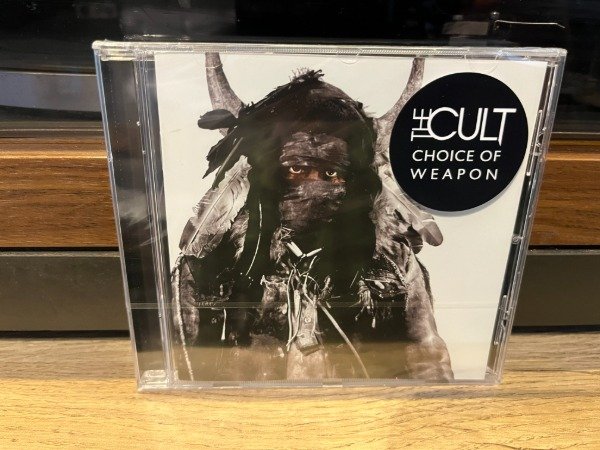 THE CULT
CHOICE OF
WEAPON